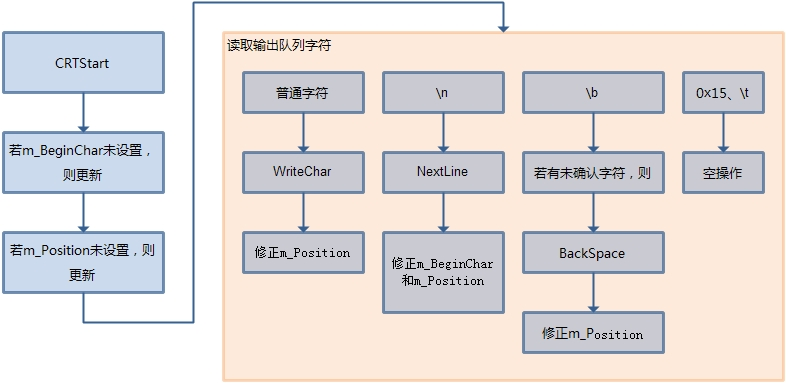 CRTStart
若m_BeginChar未设置，
则更新
若m_Position未设置，则
更新
读取输出队列字符
普通字符
WriteChar
修正m_Position
\n
NextLine
修正m_BeginChar
和m_Position
\b
若有未确认字符，则
BackSpace
修正m_Position
0x15、\t
空操作